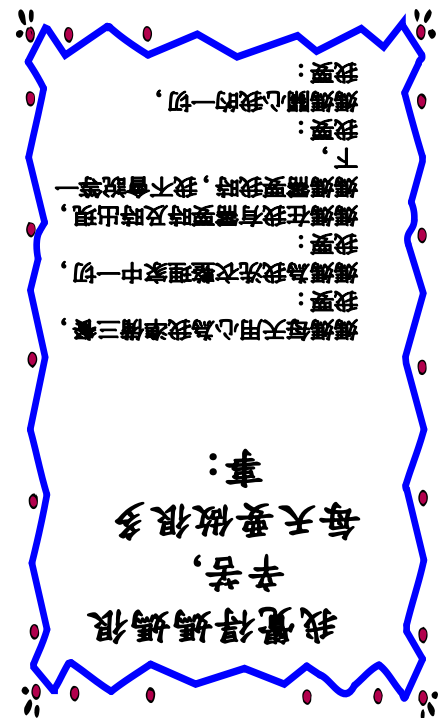 我覺得媽媽很
辛苦,
每天要做很多
事：
媽媽每天用心為我準備三餐，
我要：
媽媽為我洗衣整理家中一切，
我要：
媽媽在我有需要時及時出現，
媽媽需要我時，我不會說等一
下，
我要：
媽媽關心我的一切，
我要：